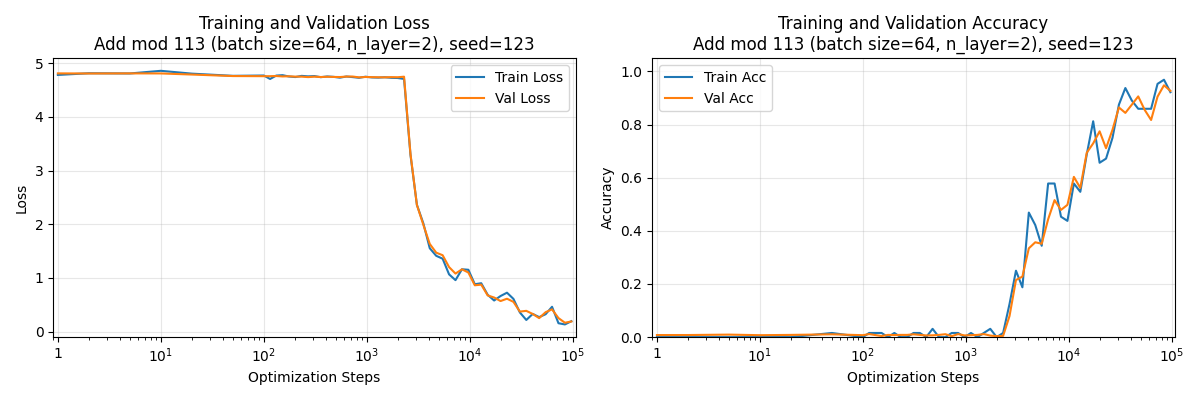 Training and Validation Loss
Add mod 113 (batch size=64, n_layer=2), seed=123
5
4
3
2
1
0
Loss
Train Loss
Val Loss
1
10^1
10^2
10^3
10^4
10^5
Optimization Steps
Training and Validation Accuracy
Add mod 113 (batch size=64, n_layer=2), seed=123
1.0
0.8
0.6
0.4
0.2
0.0
Accuracy
Train Acc
Val Acc
1
10^1
10^2
10^3
10^4
10^5
Optimization Steps